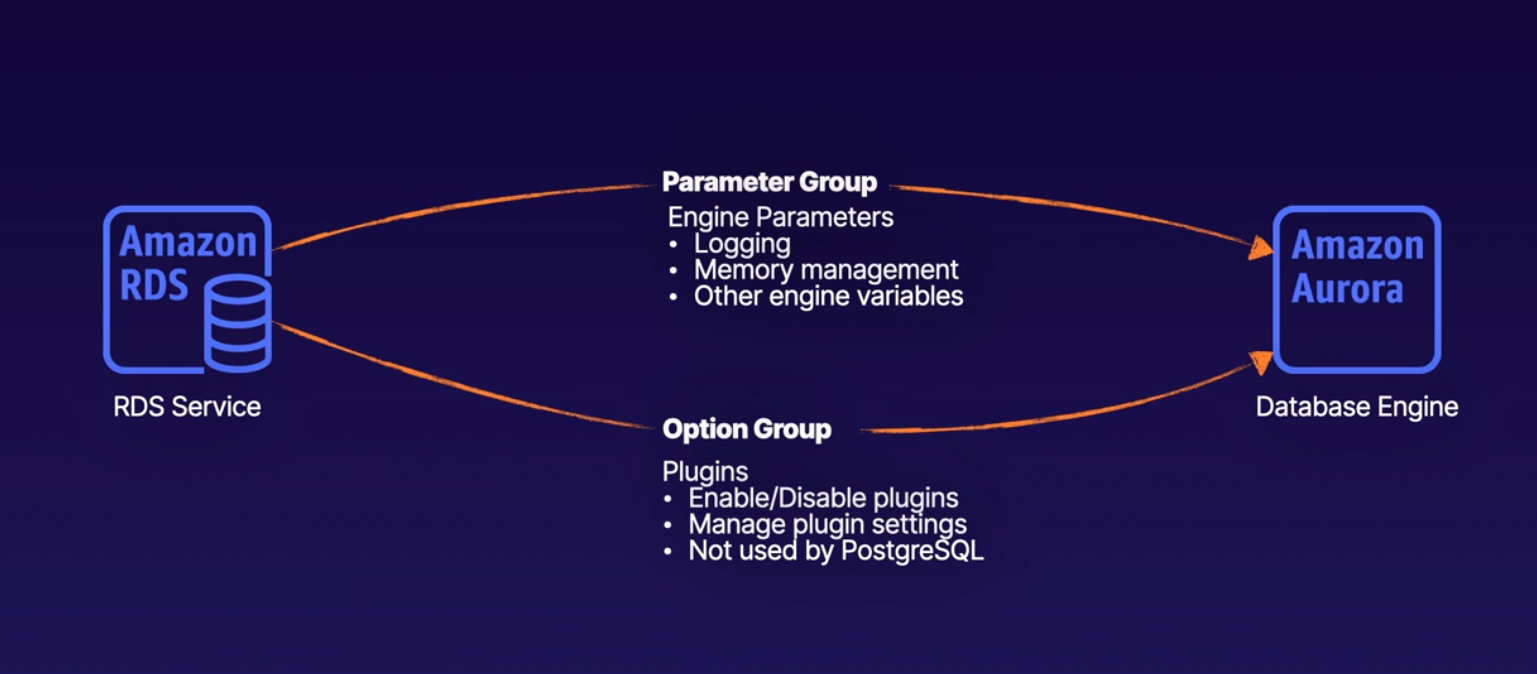 Amazon
RDS
RDS Service
Parameter Group
Engine Parameters
• Logging
• Memory management
• Other engine variables
Option Group
Plugins
• Enable/Disable plugins
• Manage plugin settings
• Not used by PostgreSQL
Amazon
Aurora
Database Engine